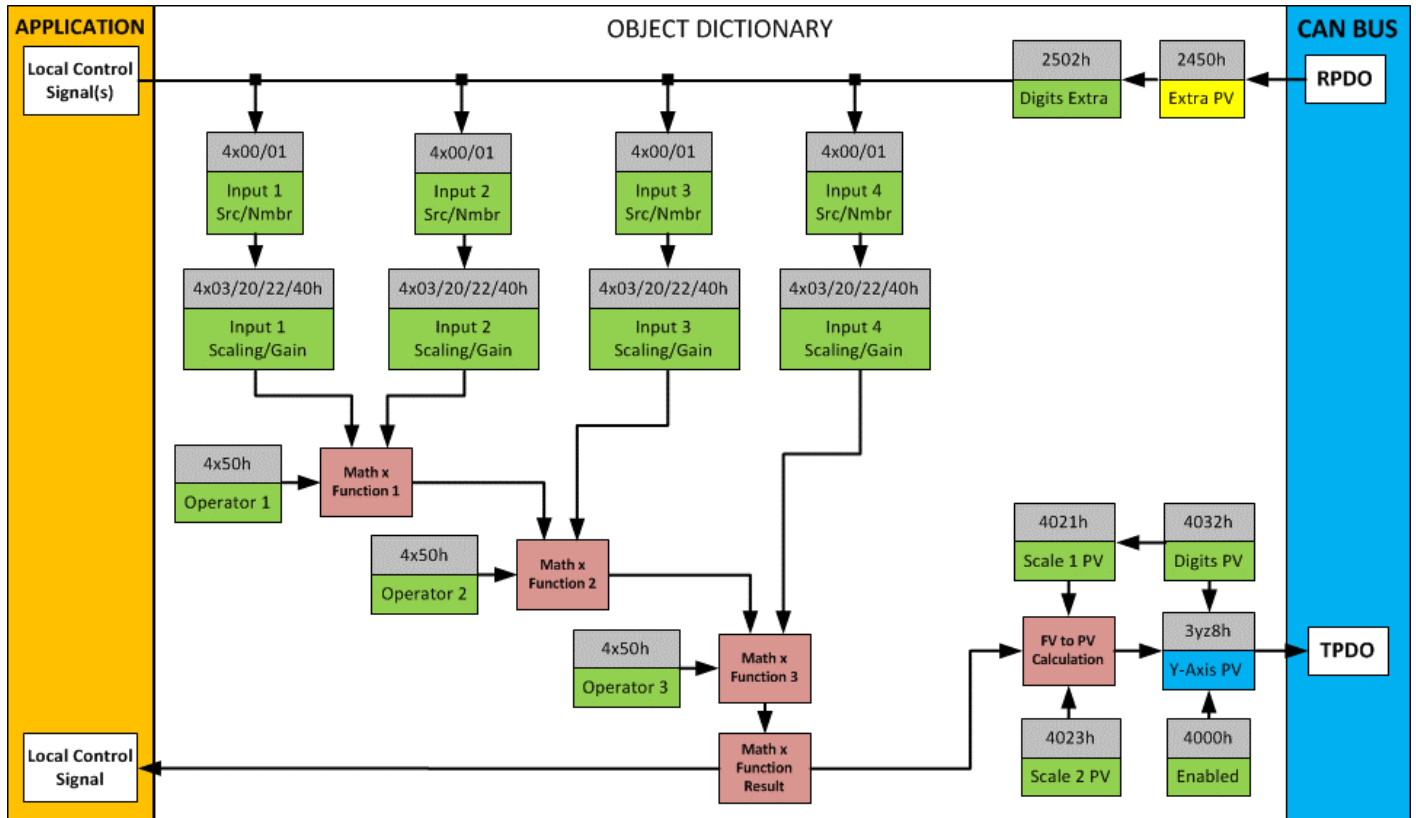 APPLICATION
OBJECT DICTIONARY
CAN BUS
Local Control
Signal(s)
2502h
Digits Extra
2450h
Extra PV
RPDO
4x00/01
Input 1
Src/Nmbr
4x00/01
Input 2
Src/Nmbr
4x00/01
Input 3
Src/Nmbr
4x00/01
Input 4
Src/Nmbr
4x03/20/22/40h
Input 1
Scaling/Gain
4x03/20/22/40h
Input 2
Scaling/Gain
4x03/20/22/40h
Input 3
Scaling/Gain
4x03/20/22/40h
Input 4
Scaling/Gain
4x50h
Operator 1
Math x
Function 1
4x50h
Operator 2
Math x
Function 2
4x50h
Operator 3
Math x
Function 3
4021h
Scale 1 PV
4032h
Digits PV
FV to PV
Calculation
3yz8h
Y-Axis PV
TPDO
4023h
Scale 2 PV
4000h
Enabled
Local Control
Signal
Math x
Function
Result